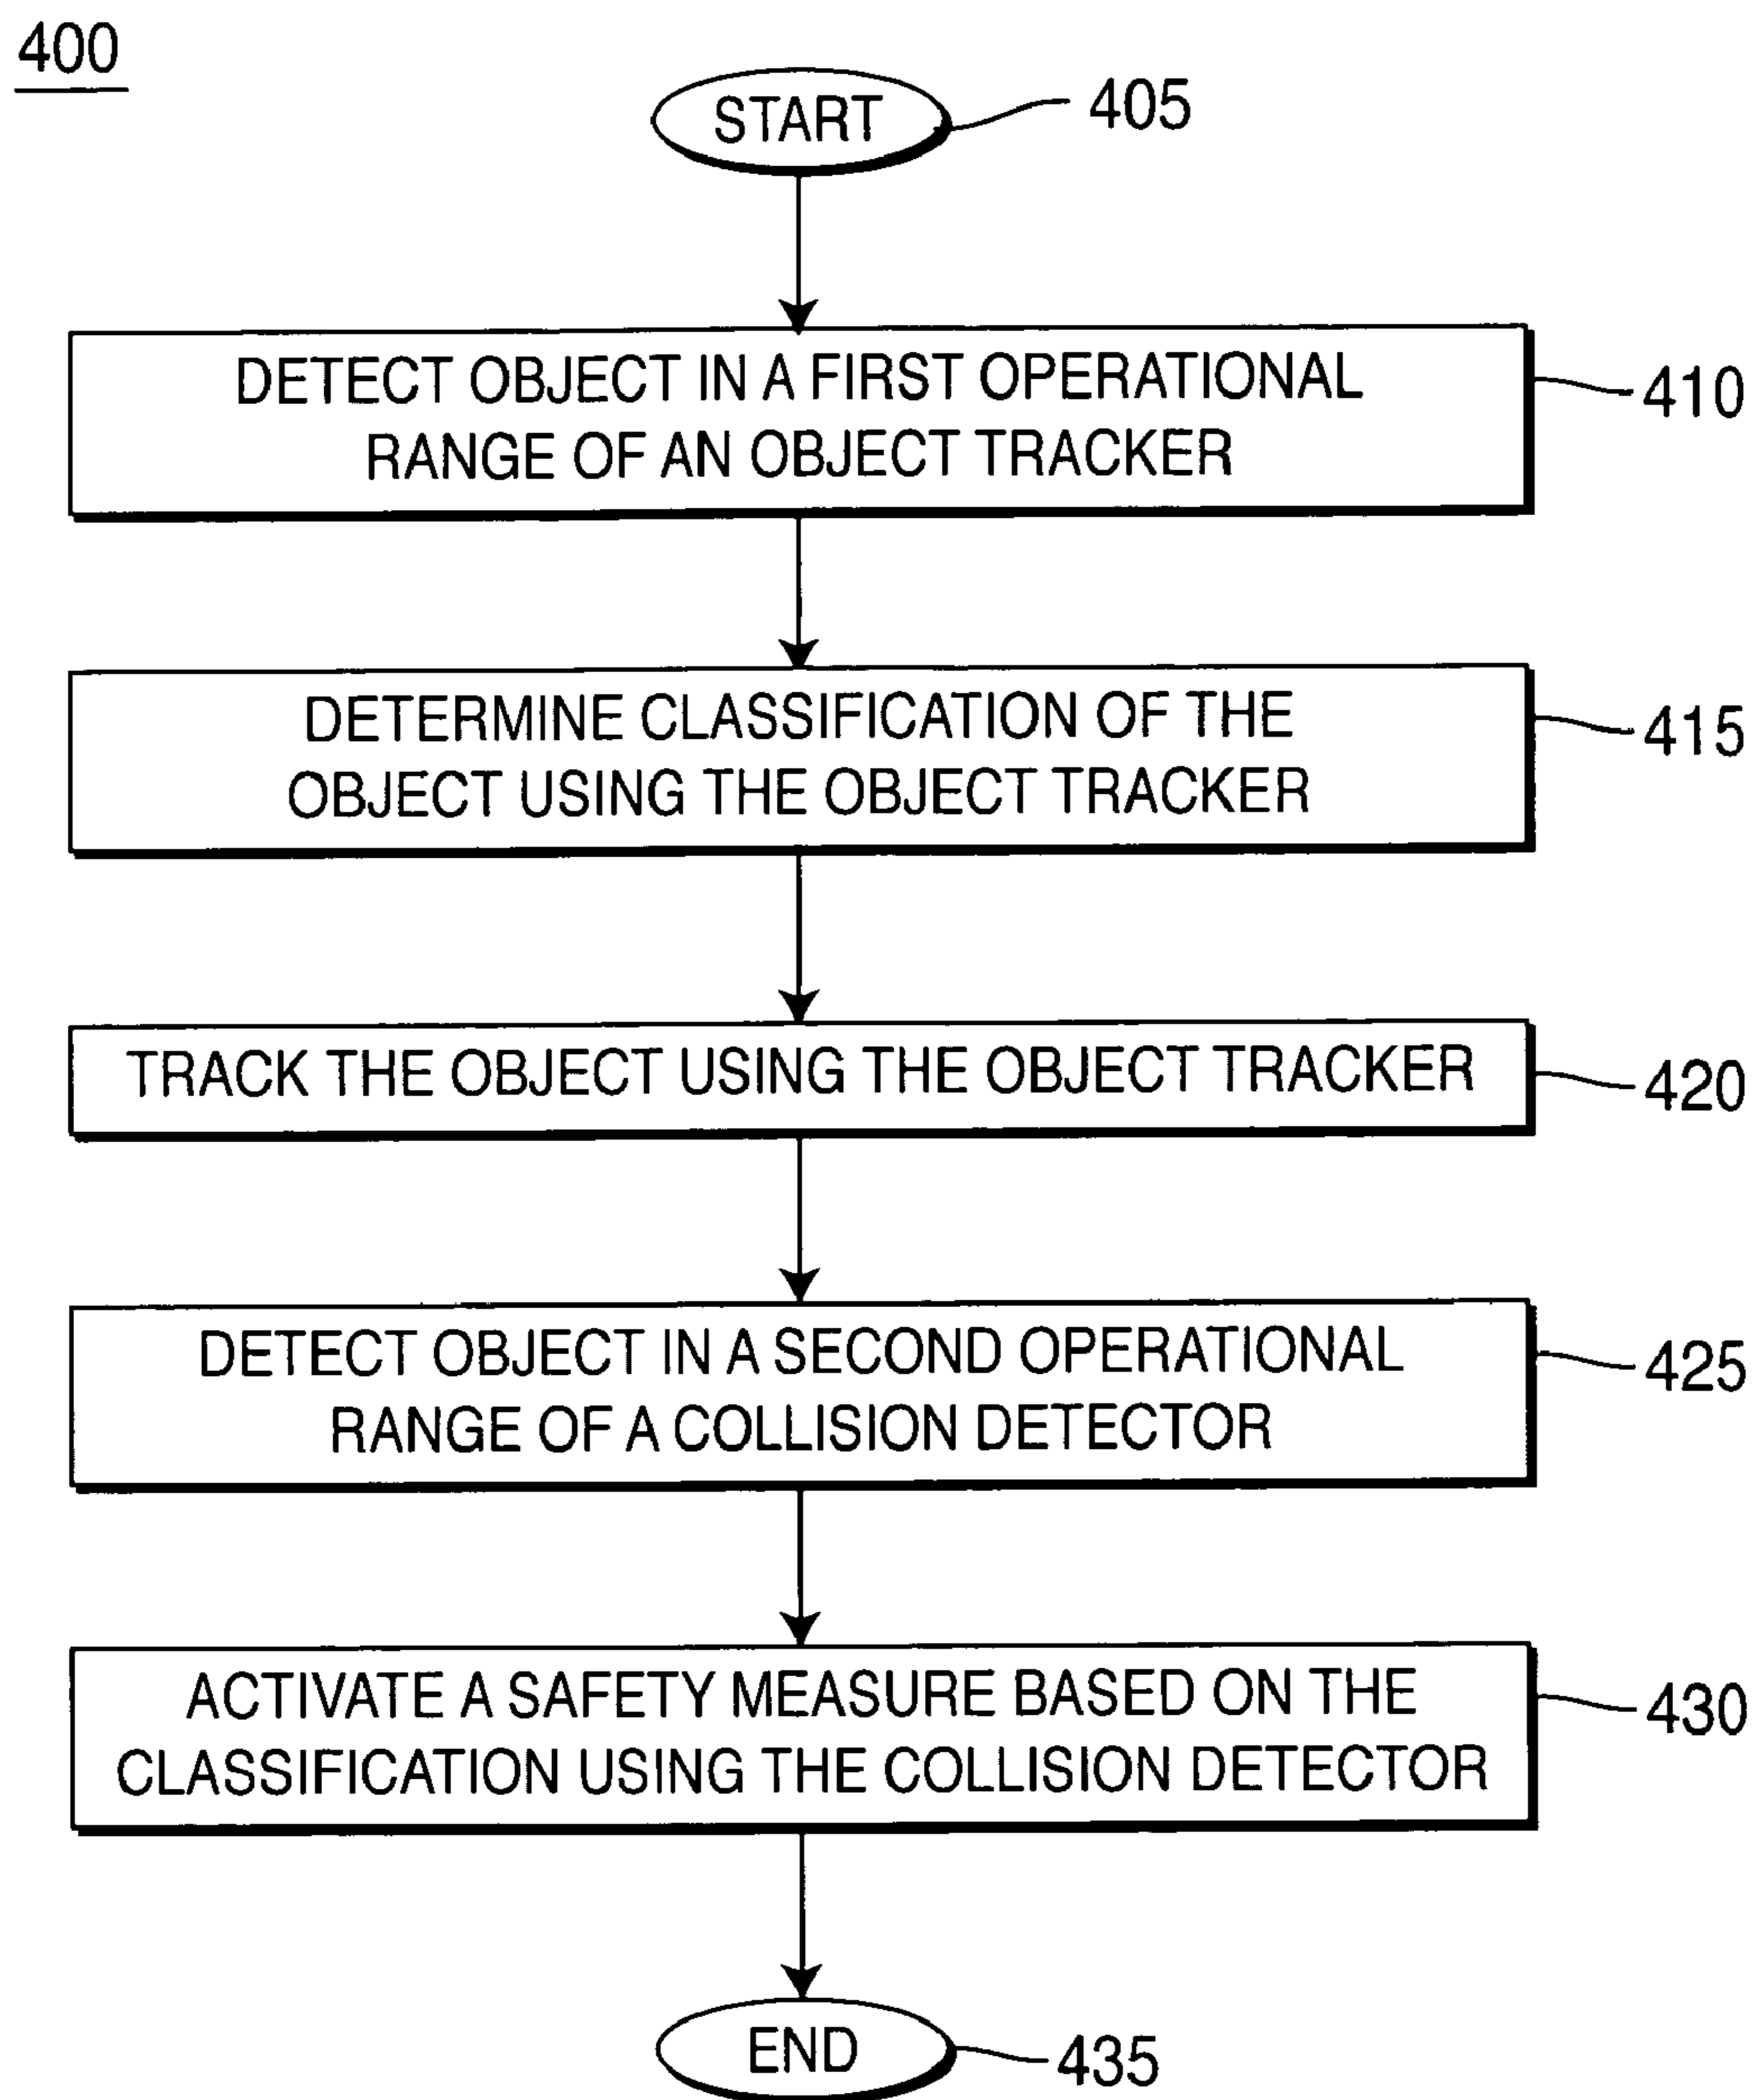 400
START
405
DETECT OBJECT IN A FIRST OPERATIONAL
RANGE OF AN OBJECT TRACKER
410
DETERMINE CLASSIFICATION OF THE
OBJECT USING THE OBJECT TRACKER
415
TRACK THE OBJECT USING THE OBJECT TRACKER
420
DETECT OBJECT IN A SECOND OPERATIONAL
RANGE OF A COLLISION DETECTOR
425
ACTIVATE A SAFETY MEASURE BASED ON THE
CLASSIFICATION USING THE COLLISION DETECTOR
430
END
435